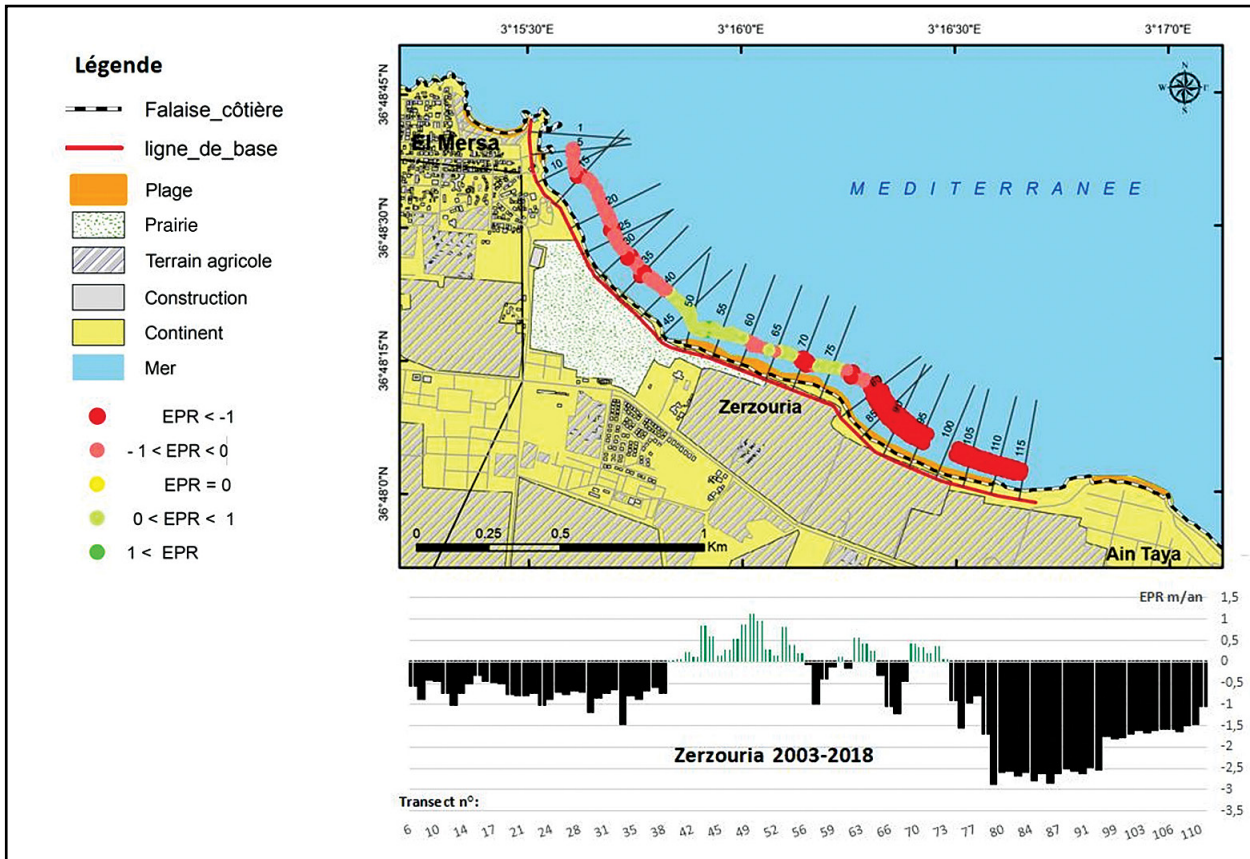 Légende
Falaise_côtière
ligne_de_base
Plage
Prairie
Terrain agricole
Construction
Continent
Mer
EPR < -1
- 1 < EPR < 0
EPR = 0
0 < EPR < 1
1 < EPR
3°15'30"E 3°16'0"E 3°16'30"E 3°17'0"E
36°48'45"N
36°48'30"N
36°48'15"N
36°48'0"N
N
W
S
El Mersa
MEDITERRANEE
1
5
10
15
20
25
30
35
40
45
50
55
60
65
70
75
85
95
100
105
110
115
Zerzouria
Ain Taya
0 0.25 0.5 1
Km
EPR m/an
1,5
1
0,5
0
-0,5
-1
-1,5
-2
-2,5
-3
-3,5
Zerzouria 2003-2018
Transect n°:
6 10 14 17 21 24 28 31 35 38 42 45 49 52 56 59 63 66 70 73 77 80 84 87 91 99 103 106 110